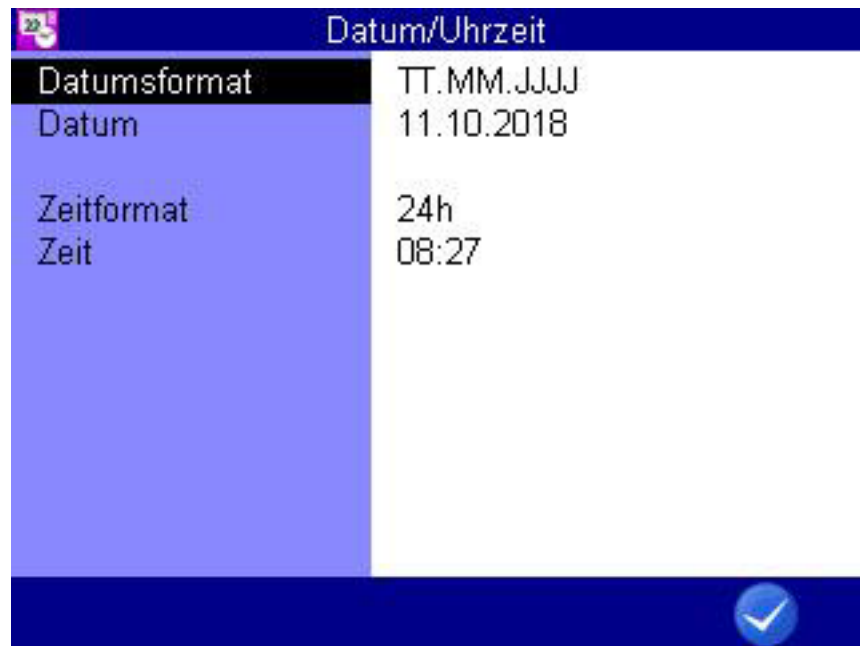 Datum/Uhrzeit
Datumsformat TT.MM.JJJJ
Datum 11.10.2018
Zeitformat 24h
Zeit 08:27